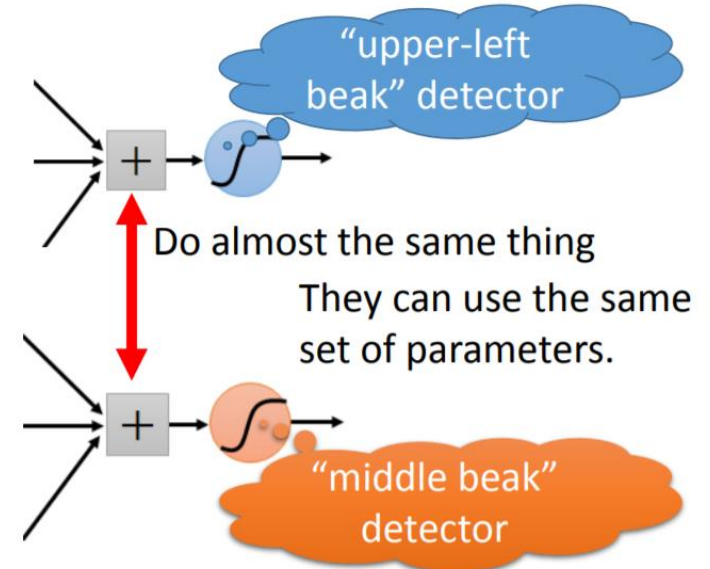 “upper-left
beak” detector
+
Do almost the same thing
They can use the same
set of parameters.
+
“middle beak”
detector